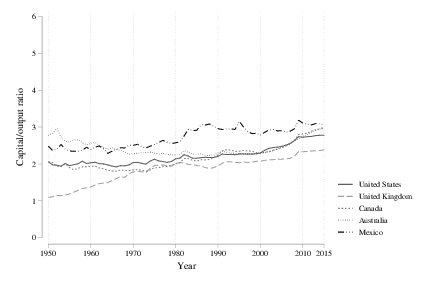 6
5
4
3
2
1
0
Capital/output ratio
1950
1960
1970
1980
1990
2000
2010
2015
Year
United States
United Kingdom
Canada
Australia
Mexico